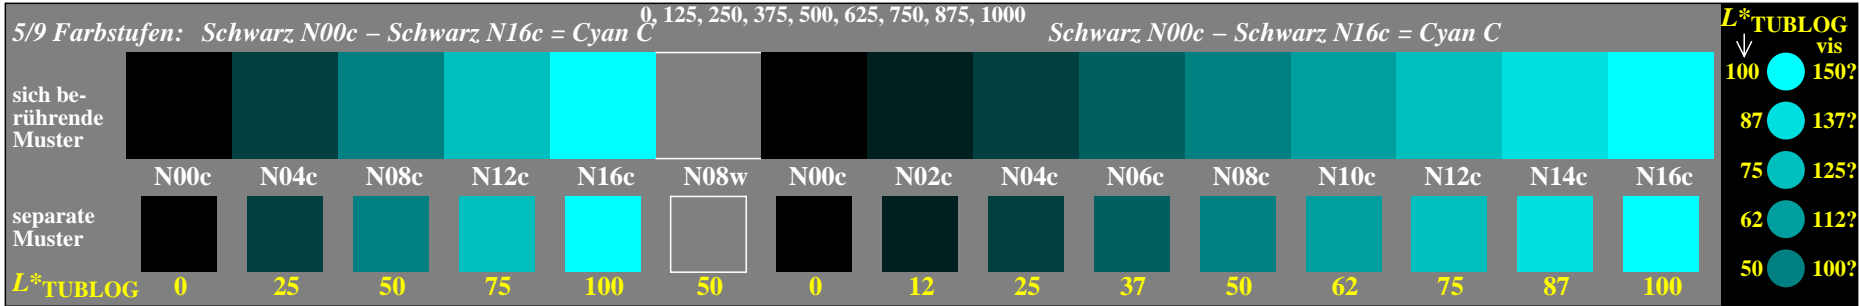 0, 125, 250, 375, 500, 625, 750, 875, 1000
5/9 Farbstufen: Schwarz N00c – Schwarz N16c = Cyan C
Schwarz N00c – Schwarz N16c = Cyan C
sich be-
rührende
Muster
N00c N04c N08c N12c N16c N08w N00c N02c N04c N06c N08c N10c N12c N14c N16c
separate
Muster
L*TUBLOG 0 25 50 75 100 50 0 12 25 37 50 62 75 87 100
L*TUBLOG
vis
100 150?
87 137?
75 125?
62 112?
50 100?